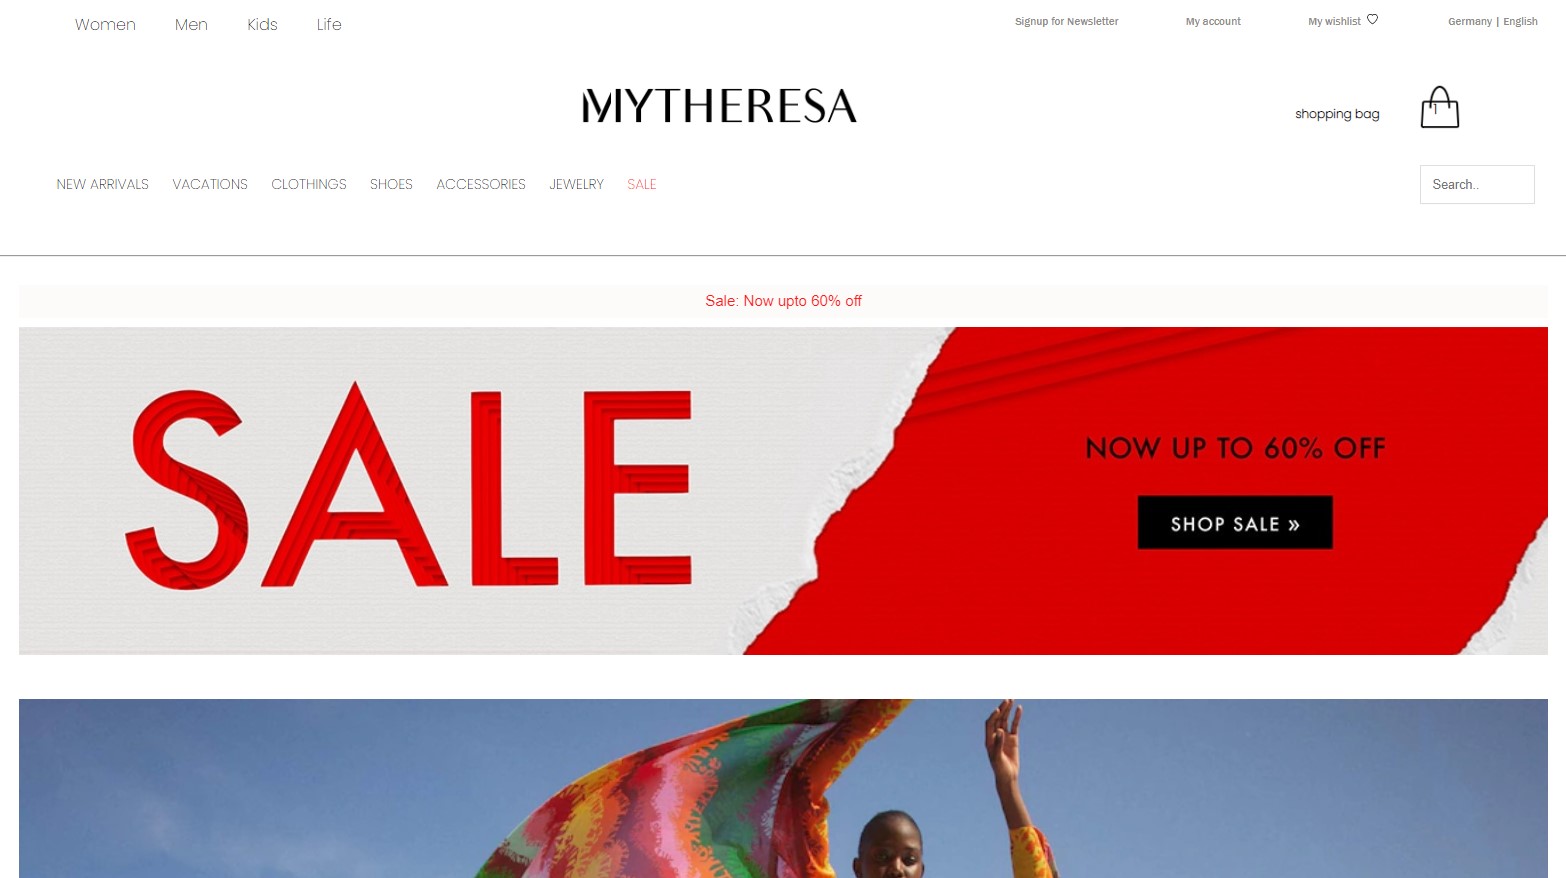 Women Men Kids Life
Signup for Newsletter My account My wishlist Germany | English
MYTHERESA
shopping bag 1
NEW ARRIVALS VACATIONS CLOTHINGS SHOES ACCESSORIES JEWELRY SALE
Search..
Sale: Now upto 60% off
SALE
NOW UP TO 60% OFF
SHOP SALE »